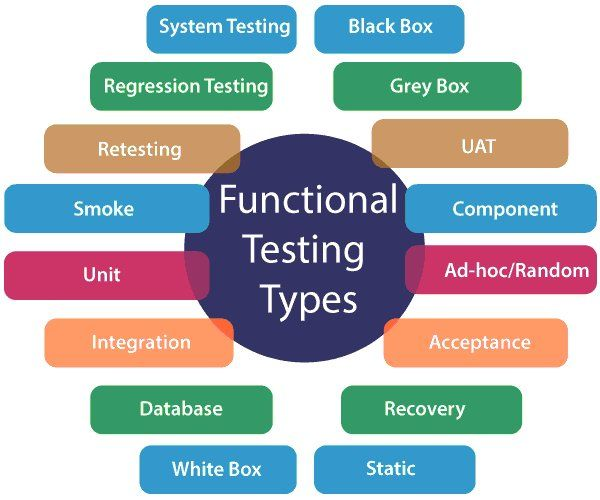 System Testing
Black Box
Regression Testing
Grey Box
Retesting
UAT
Smoke
Functional
Testing
Types
Component
Unit
Ad-hoc/Random
Integration
Acceptance
Database
Recovery
White Box
Static